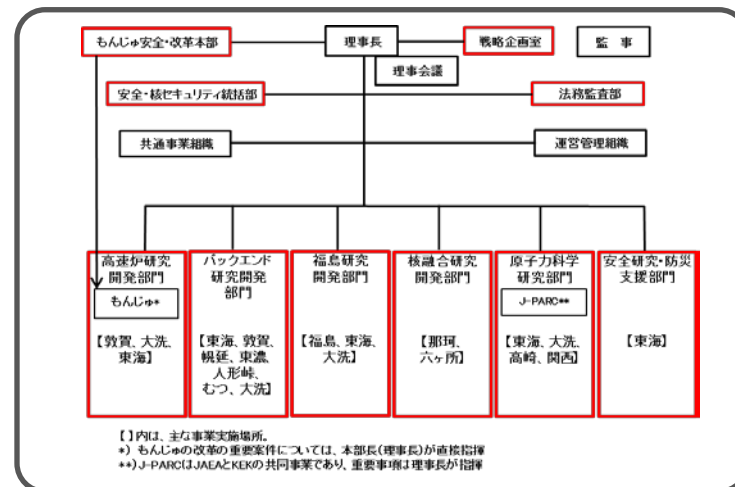 もんじゅ安全・改革本部
理事長
戦略企画室
監 事
理事会議
安全・核セキュリティ統括部
法務監査部
共通事業組織
運営管理組織
高速炉研究
開発部門
もんじゅ*
【敦賀、大洗、
東海】
バックエンド
研究開発
部門
【東海、敦賀、
幌延、東濃、
人形峠、
むつ、大洗】
福島研究
開発部門
【福島、東海、
大洗】
核融合研究
開発部門
【那珂、
六ヶ所】
原子力科学
研究部門
J-PARC**
【東海、大洗、
高崎、関西】
安全研究・防災
支援部門
【東海】
【 】内は、主な事業実施場所。
*) もんじゅの改革の重要案件については、本部長(理事長)が直接指揮
**)J-PARCはJAEAとKEKの共同事業であり、重要事項は理事長が指揮